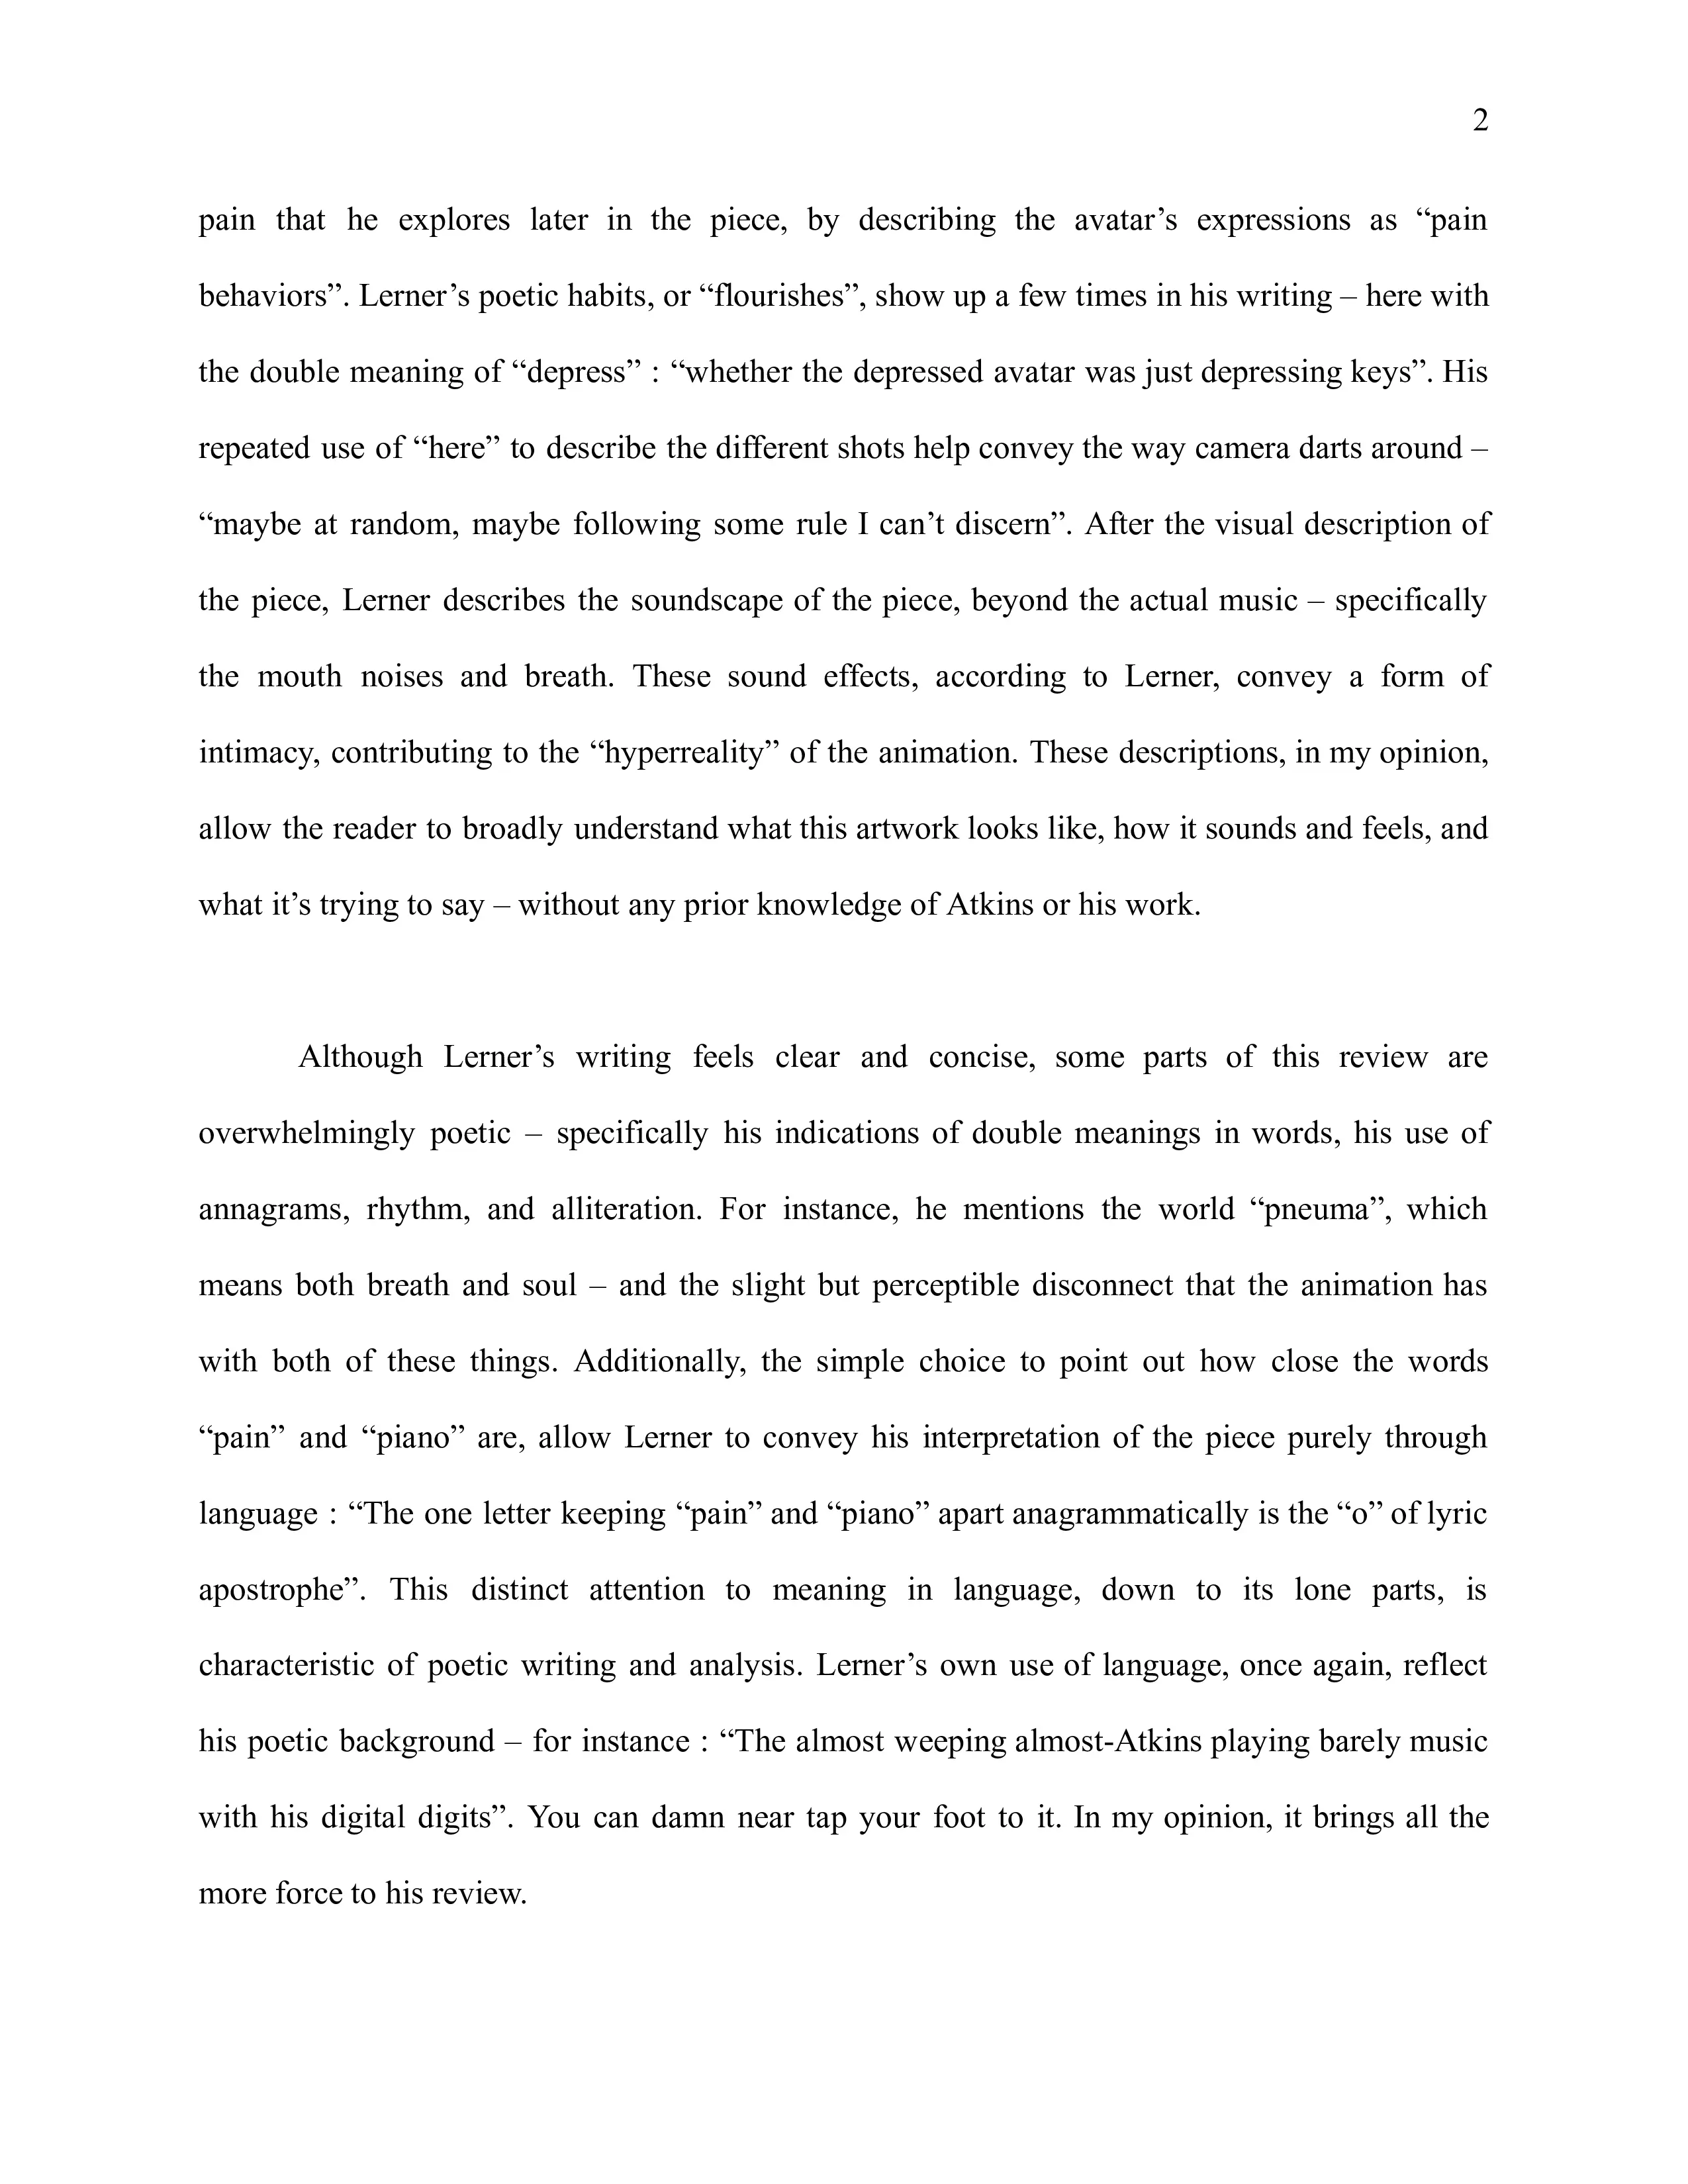 2
pain that he explores later in the piece, by describing the avatar’s expressions as “pain
behaviors”. Lerner’s poetic habits, or “flourishes”, show up a few times in his writing – here with
the double meaning of “depress” : “whether the depressed avatar was just depressing keys”. His
repeated use of “here” to describe the different shots help convey the way camera darts around –
“maybe at random, maybe following some rule I can’t discern”. After the visual description of
the piece, Lerner describes the soundscape of the piece, beyond the actual music – specifically
the mouth noises and breath. These sound effects, according to Lerner, convey a form of
intimacy, contributing to the “hyperreality” of the animation. These descriptions, in my opinion,
allow the reader to broadly understand what this artwork looks like, how it sounds and feels, and
what it’s trying to say – without any prior knowledge of Atkins or his work.
Although Lerner’s writing feels clear and concise, some parts of this review are
overwhelmingly poetic – specifically his indications of double meanings in words, his use of
annagrams, rhythm, and alliteration. For instance, he mentions the world “pneuma”, which
means both breath and soul – and the slight but perceptible disconnect that the animation has
with both of these things. Additionally, the simple choice to point out how close the words
“pain” and “piano” are, allow Lerner to convey his interpretation of the piece purely through
language : “The one letter keeping “pain” and “piano” apart anagrammatically is the “o” of lyric
apostrophe”. This distinct attention to meaning in language, down to its lone parts, is
characteristic of poetic writing and analysis. Lerner’s own use of language, once again, reflect
his poetic background – for instance : “The almost weeping almost-Atkins playing barely music
with his digital digits”. You can damn near tap your foot to it. In my opinion, it brings all the
more force to his review.